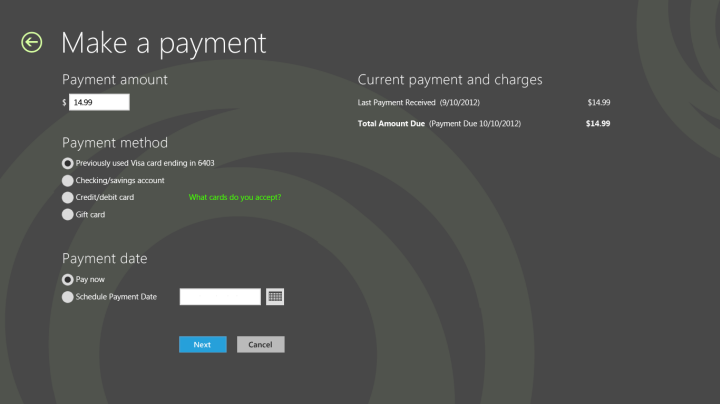 Make a payment
Payment amount
$ 14.99
Payment method
Previously used Visa card ending in 6403
Checking/savings account
Credit/debit card What cards do you accept?
Gift card
Payment date
Pay now
Schedule Payment Date
Next Cancel
Current payment and charges
Last Payment Received (9/10/2012) $14.99
Total Amount Due (Payment Due 10/10/2012) $14.99